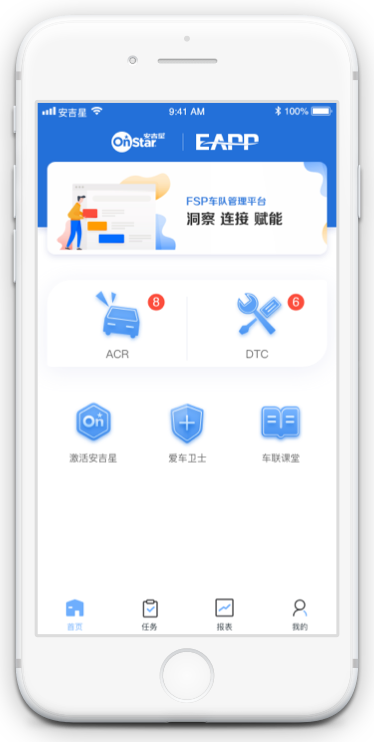 安吉星
9:41 AM
100%
OnStar 安吉星
EAPP
FSP车队管理平台
洞察 连接 赋能
8
6
ACR
DTC
On
激活安吉星
爱车卫士
车联课堂
首页
任务
报表
我的